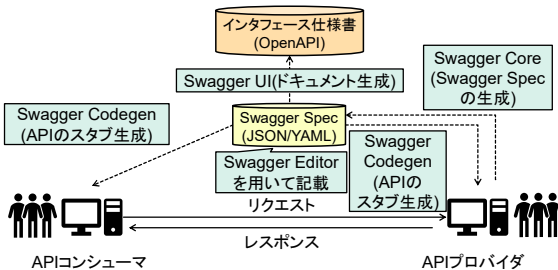 インタフェース仕様書
(OpenAPI)
Swagger UI(ドキュメント生成)
Swagger Core
(Swagger Spec
の生成)
Swagger Codegen
(APIのスタブ生成)
Swagger Spec
(JSON/YAML)
Swagger Editor
を用いて記載
Swagger
Codegen
(APIの
スタブ生成)
リクエスト
レスポンス
APIコンシューマ
APIプロバイダ